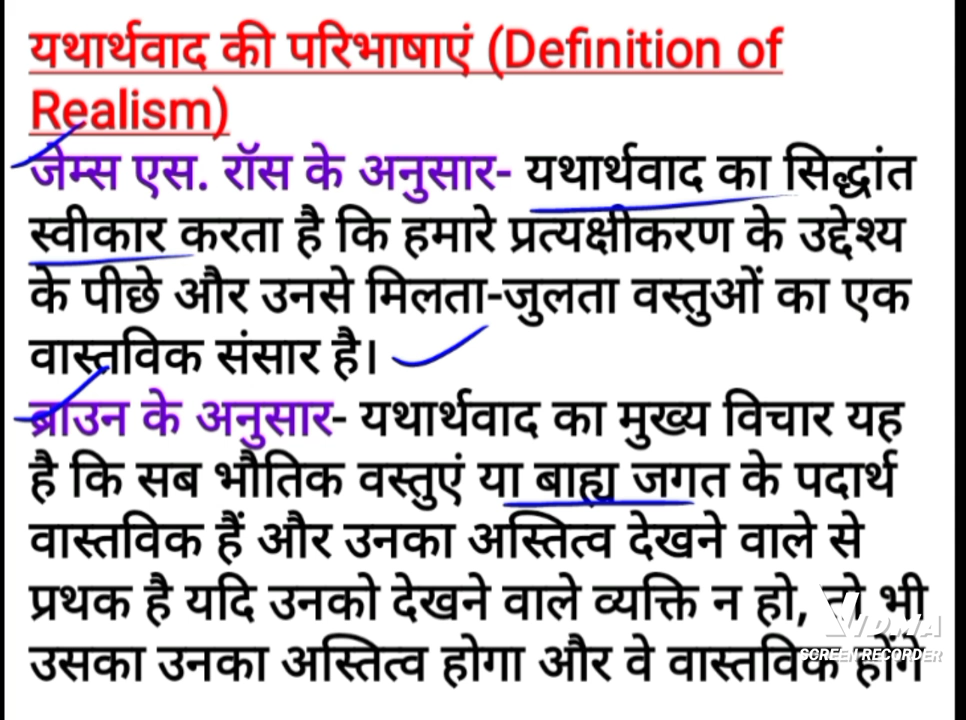 यथार्थवाद की परिभाषाएं (Definition of
Realism)
जेम्स एस. रॉस के अनुसार- यथार्थवाद का सिद्धांत
स्वीकार करता है कि हमारे प्रत्यक्षीकरण के उद्देश्य
के पीछे और उनसे मिलता-जुलता वस्तुओं का एक
वास्तविक संसार है।
ब्राउन के अनुसार- यथार्थवाद का मुख्य विचार यह
है कि सब भौतिक वस्तुएं या बाह्य जगत के पदार्थ
वास्तविक हैं और उनका अस्तित्व देखने वाले से
प्रथक है यदि उनको देखने वाले व्यक्ति न हो, तो भी
उसका उनका अस्तित्व होगा और वे वास्तविक होंगे
VIDMA
SCREEN RECORDER